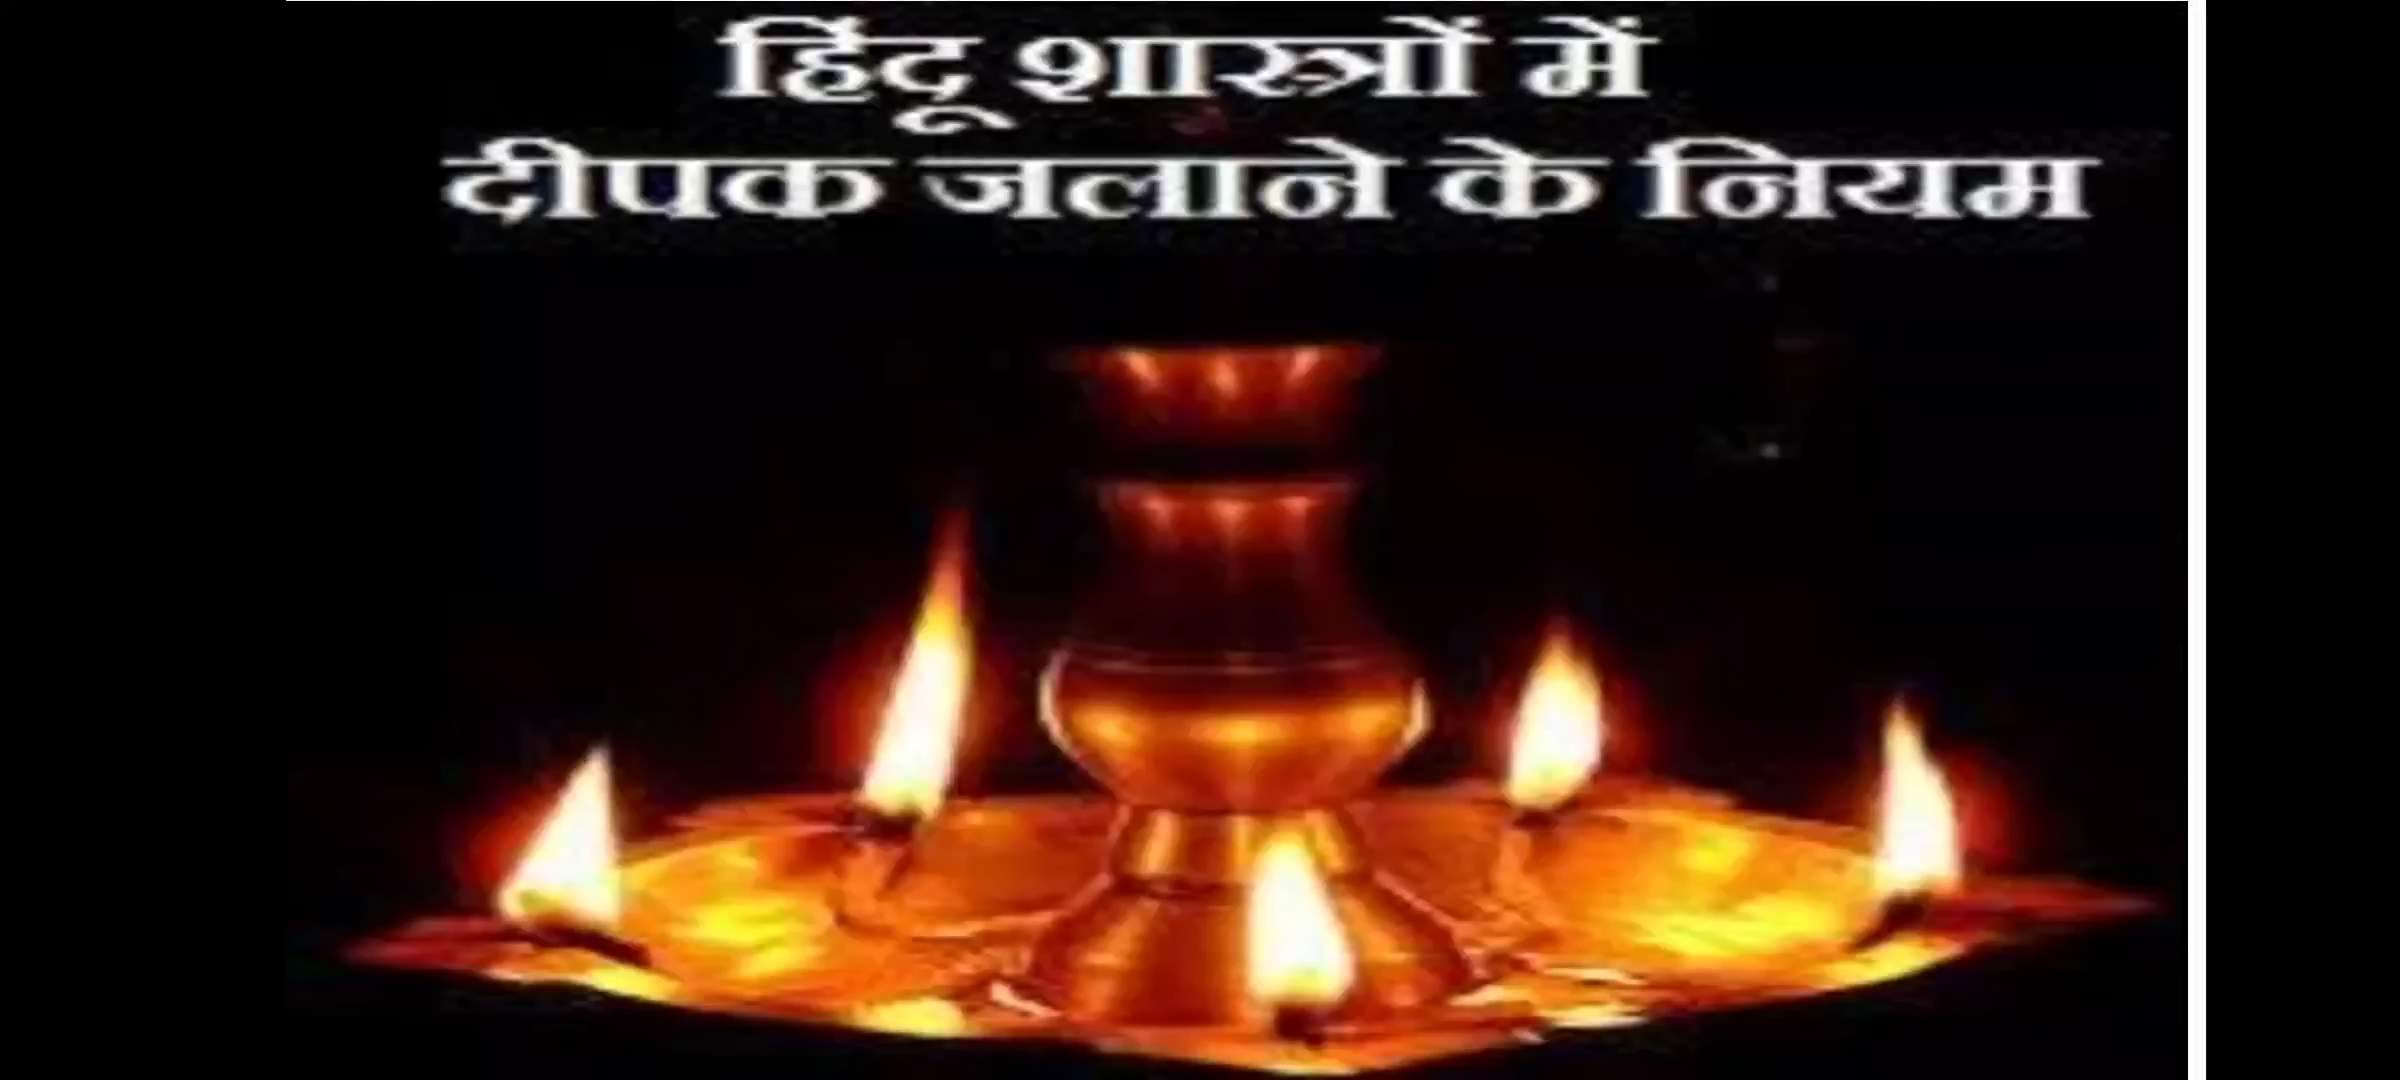 हिंदू शास्त्रों में
दीपक जलाने के नियम